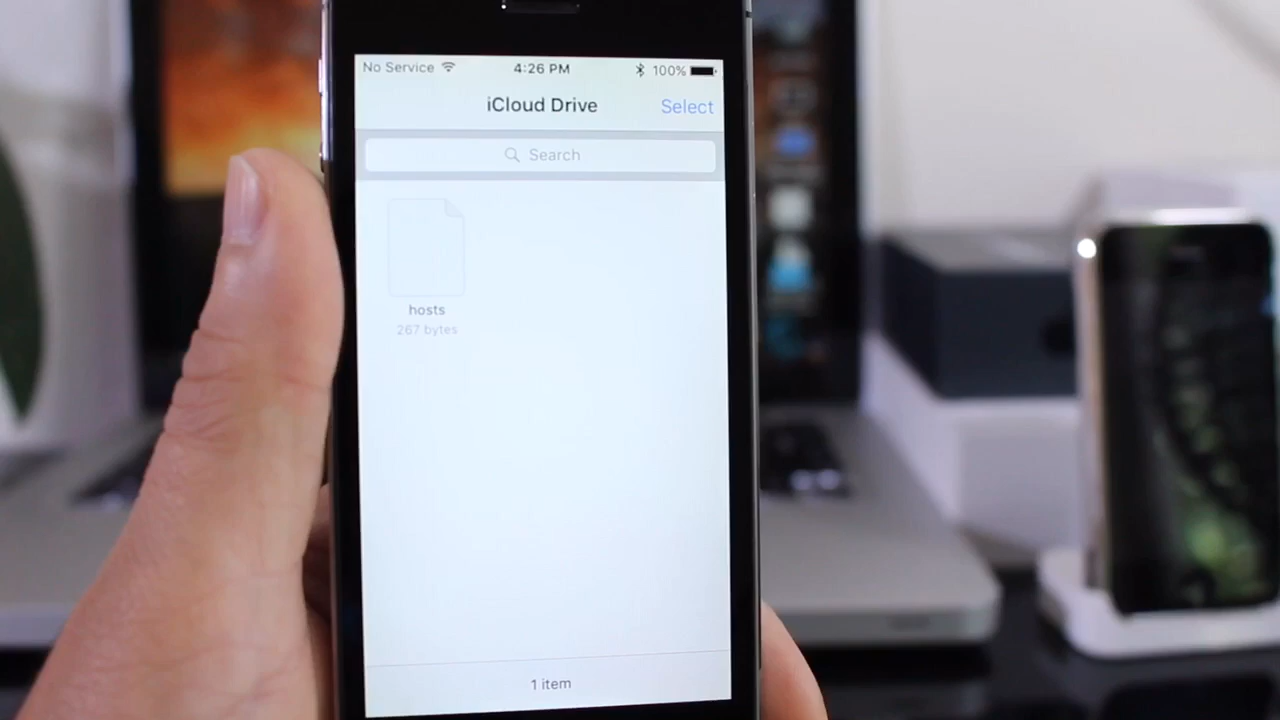 No Service 4:26 PM 100%
iCloud Drive Select
Search
hosts
267 bytes
1 item